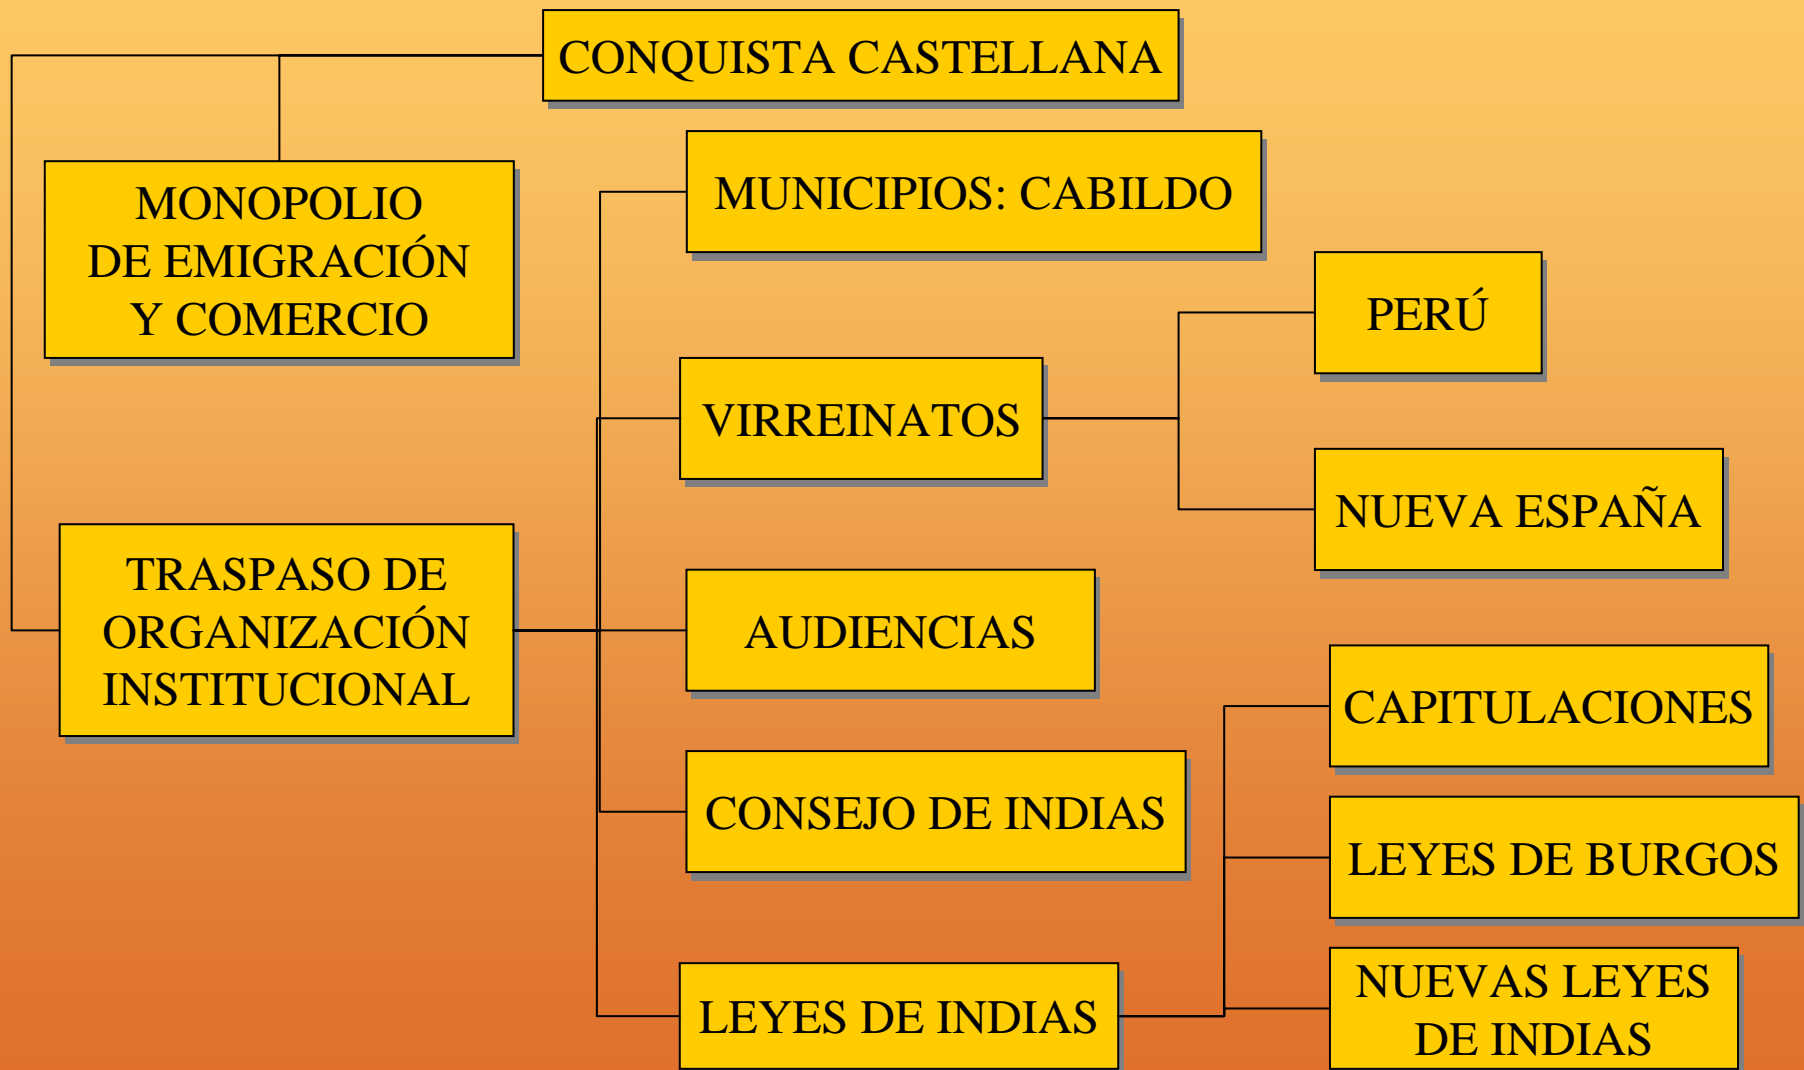 CONQUISTA CASTELLANA
MONOPOLIO
DE EMIGRACIÓN
Y COMERCIO
MUNICIPIOS: CABILDO
PERÚ
VIRREINATOS
NUEVA ESPAÑA
TRASPASO DE
ORGANIZACIÓN
INSTITUCIONAL
AUDIENCIAS
CAPITULACIONES
CONSEJO DE INDIAS
LEYES DE BURGOS
LEYES DE INDIAS
NUEVAS LEYES
DE INDIAS